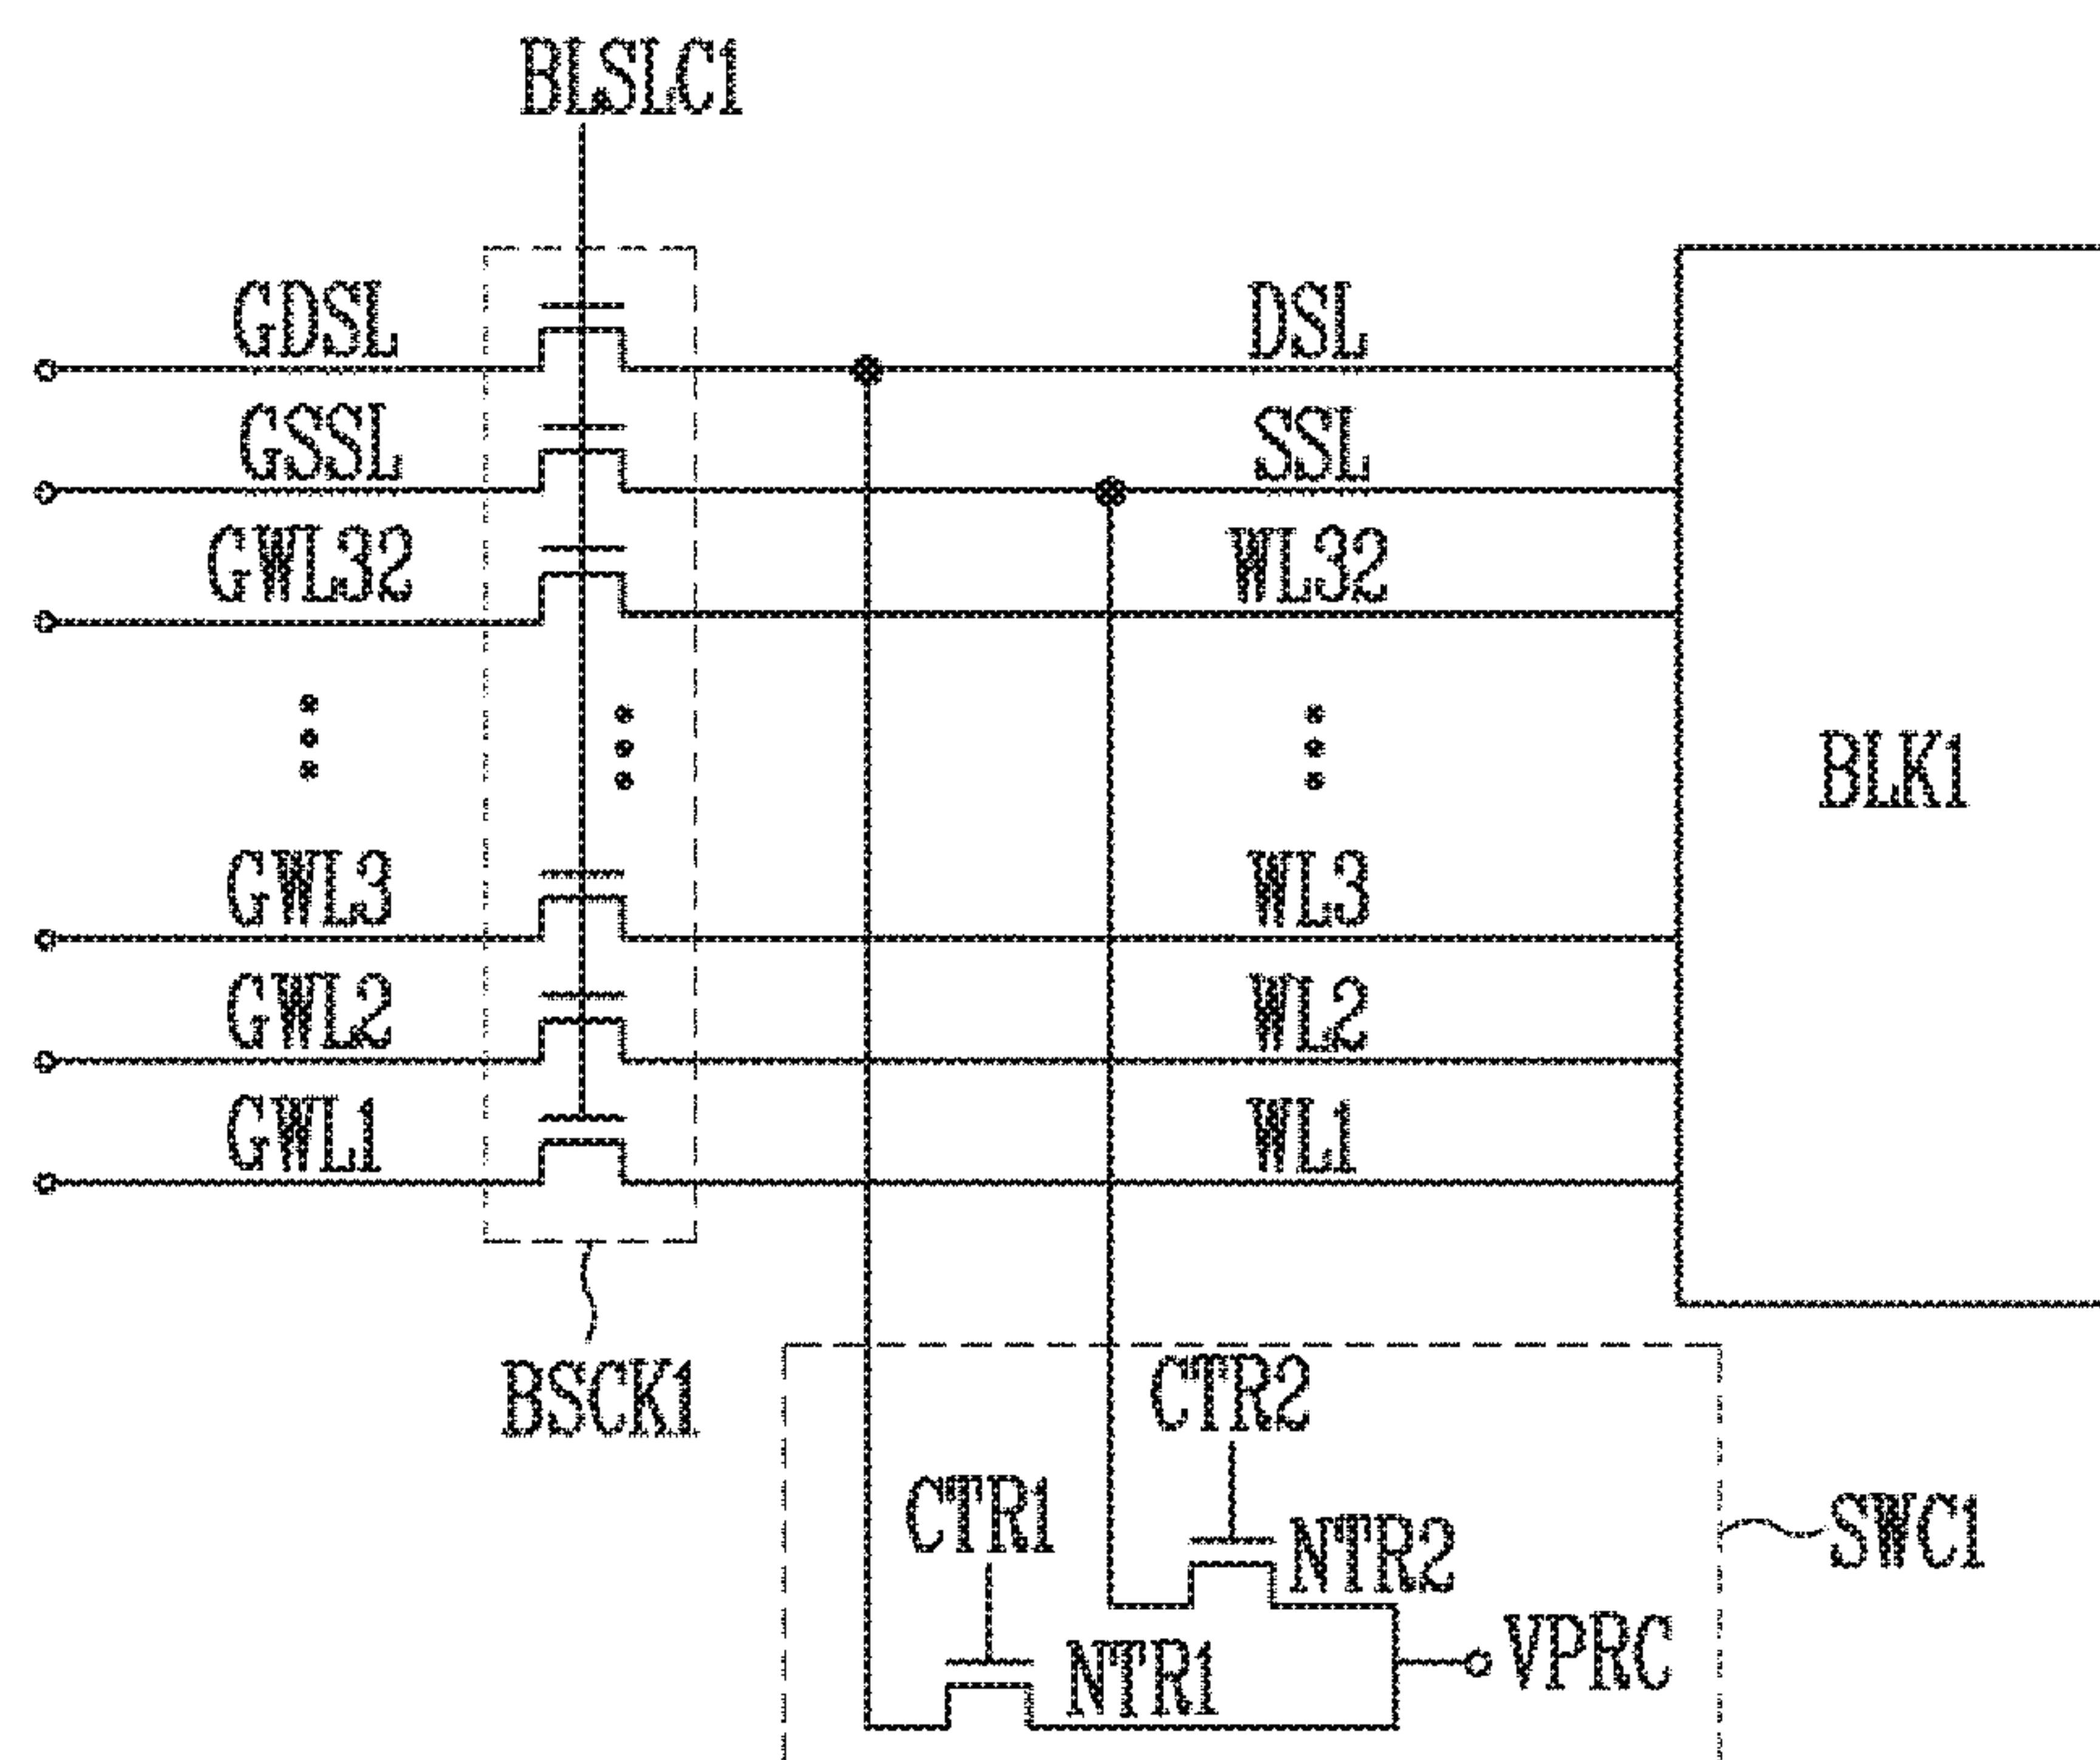 BLSLC1
GDSL DSL
GSSL SSL
GWL32 WL32
BLK1
GWL3 WL3
GWL2 WL2
GWL1 WL1
BSCK1
CTR2
CTR1
NTR2
SWC1
NTR1
VPRC